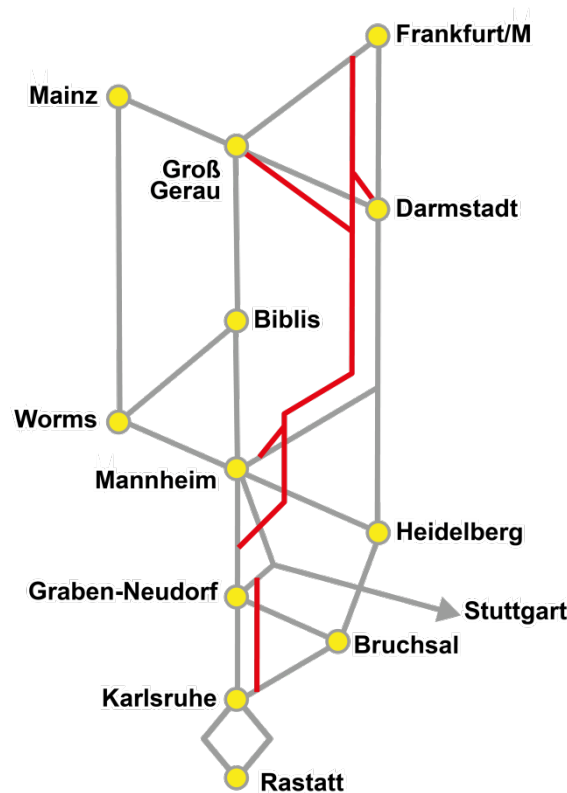 Frankfurt/M
Mainz
Groß
Gerau
Darmstadt
Biblis
Worms
Mannheim
Heidelberg
Graben-Neudorf
Stuttgart
Bruchsal
Karlsruhe
Rastatt